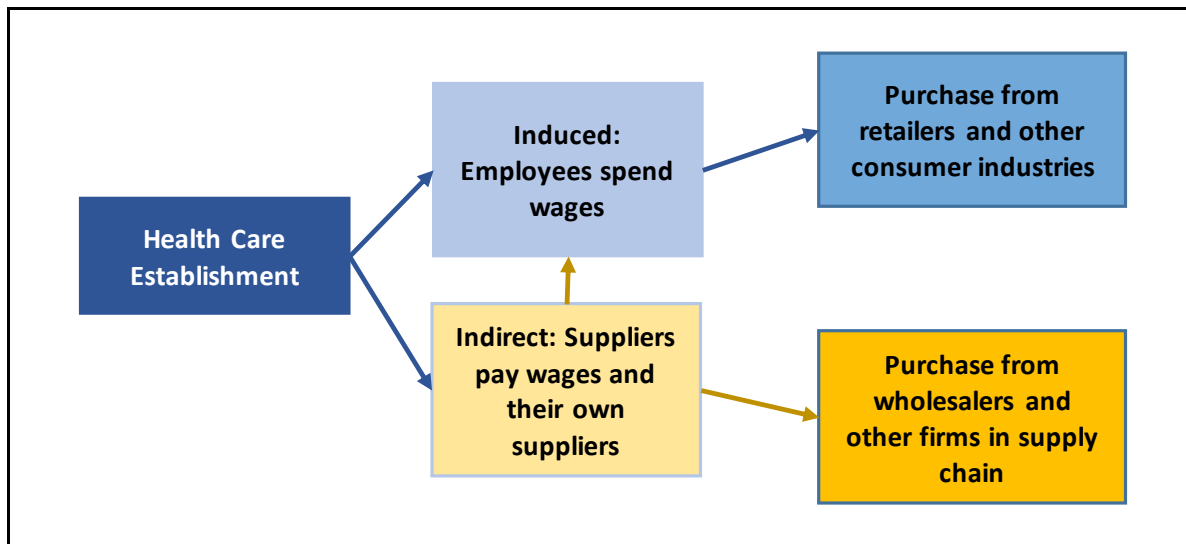 Health Care
Establishment
Induced:
Employees spend
wages
Purchase from
retailers and other
consumer industries
Indirect: Suppliers
pay wages and
their own
suppliers
Purchase from
wholesalers and
other firms in supply
chain